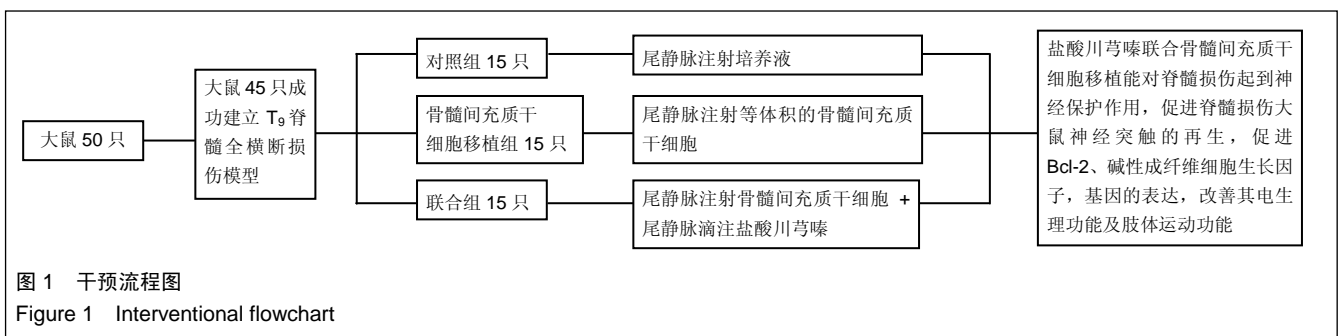 大鼠 50 只
大鼠 45 只成
功建立 T₉ 脊
髓全横断损
伤模型
对照组 15 只
尾静脉注射培养液
骨髓间充质干
细胞移植组 15 只
尾静脉注射等体积的骨髓间充质
干细胞
联合组 15 只
尾静脉注射骨髓间充质干细胞 +
尾静脉滴注盐酸川芎嗪
盐酸川芎嗪联合骨髓间充质干
细胞移植能对脊髓损伤起到神
经保护作用，促进脊髓损伤大
鼠神经突触的再生，促进
Bcl-2、碱性成纤维细胞生长因
子，基因的表达，改善其电生
理功能及肢体运动功能
图 1 干预流程图
Figure 1 Interventional flowchart